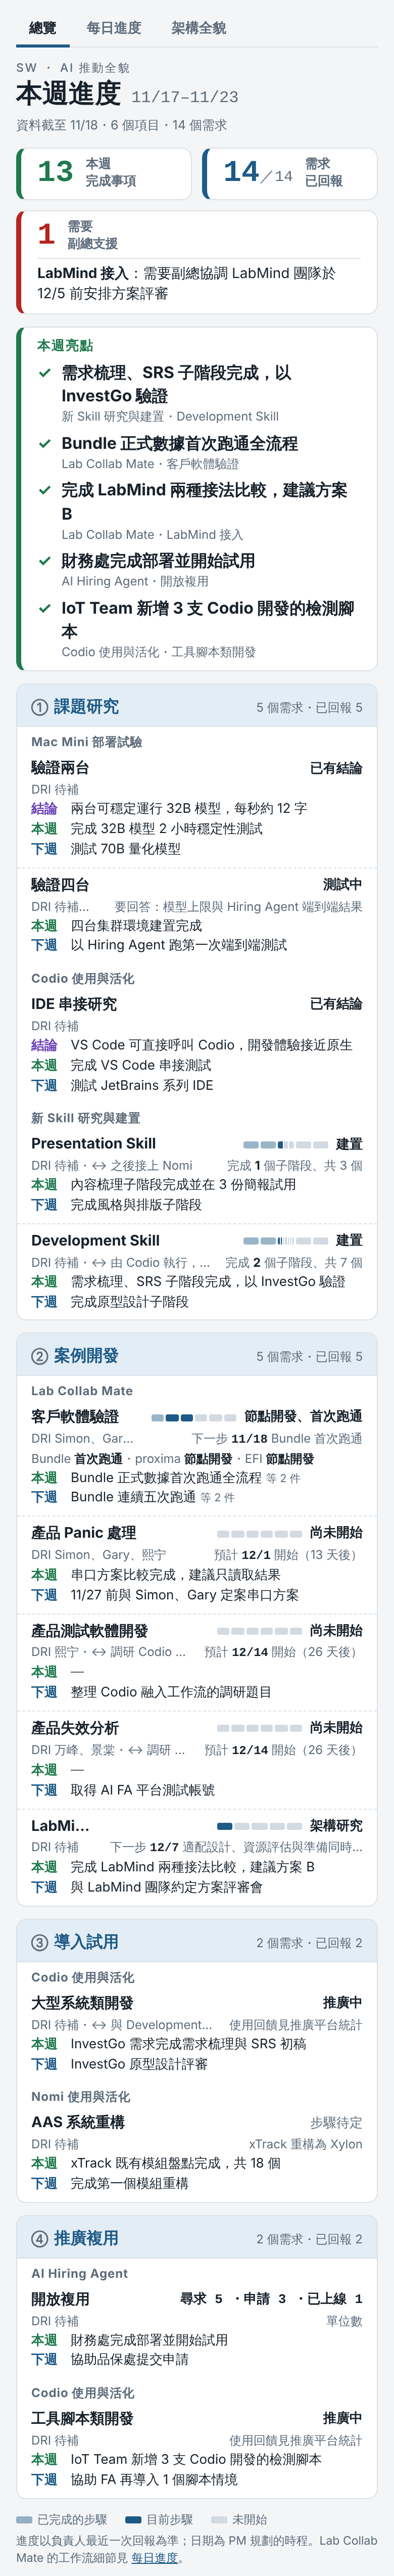 總覽 每日進度 架構全貌
SW · AI 推動全貌
本週進度 11/17–11/23
資料截至 11/18・6 個項目・14 個需求
13 本週
完成事項
14／14 需求
已回報
1 需要
副總支援
LabMind 接入：需要副總協調 LabMind 團隊於
12/5 前安排方案評審
本週亮點
✓ 需求梳理、SRS 子階段完成，以
InvestGo 驗證
新 Skill 研究與建置・Development Skill
✓ Bundle 正式數據首次跑通全流程
Lab Collab Mate・客戶軟體驗證
✓ 完成 LabMind 兩種接法比較，建議方案
B
Lab Collab Mate・LabMind 接入
✓ 財務處完成部署並開始試用
AI Hiring Agent・開放複用
✓ IoT Team 新增 3 支 Codio 開發的檢測腳
本
Codio 使用與活化・工具腳本類開發
① 課題研究 5 個需求・已回報 5
Mac Mini 部署試驗
驗證兩台 已有結論
DRI 待補
結論 兩台可穩定運行 32B 模型，每秒約 12 字
本週 完成 32B 模型 2 小時穩定性測試
下週 測試 70B 量化模型
驗證四台 測試中
DRI 待補… 要回答：模型上限與 Hiring Agent 端到端結果
本週 四台集群環境建置完成
下週 以 Hiring Agent 跑第一次端到端測試
Codio 使用與活化
IDE 串接研究 已有結論
DRI 待補
結論 VS Code 可直接呼叫 Codio，開發體驗接近原生
本週 完成 VS Code 串接測試
下週 測試 JetBrains 系列 IDE
新 Skill 研究與建置
Presentation Skill 建置
DRI 待補・↔ 之後接上 Nomi 完成 1 個子階段、共 3 個
本週 內容梳理子階段完成並在 3 份簡報試用
下週 完成風格與排版子階段
Development Skill 建置
DRI 待補・↔ 由 Codio 執行，… 完成 2 個子階段、共 7 個
本週 需求梳理、SRS 子階段完成，以 InvestGo 驗證
下週 完成原型設計子階段
② 案例開發 5 個需求・已回報 5
Lab Collab Mate
客戶軟體驗證 節點開發、首次跑通
DRI Simon、Gar… 下一步 11/18 Bundle 首次跑通
Bundle 首次跑通・proxima 節點開發・EFI 節點開發
本週 Bundle 正式數據首次跑通全流程 等 2 件
下週 Bundle 連續五次跑通 等 2 件
產品 Panic 處理 尚未開始
DRI Simon、Gary、熙宁 預計 12/1 開始（13 天後）
本週 串口方案比較完成，建議只讀取結果
下週 11/27 前與 Simon、Gary 定案串口方案
產品測試軟體開發 尚未開始
DRI 熙宁・↔ 調研 Codio … 預計 12/14 開始（26 天後）
本週 —
下週 整理 Codio 融入工作流的調研題目
產品失效分析 尚未開始
DRI 万峰、景棠・↔ 調研 … 預計 12/14 開始（26 天後）
本週 —
下週 取得 AI FA 平台測試帳號
LabMi… 架構研究
DRI 待補 下一步 12/7 適配設計、資源評估與準備同時…
本週 完成 LabMind 兩種接法比較，建議方案 B
下週 與 LabMind 團隊約定方案評審會
③ 導入試用 2 個需求・已回報 2
Codio 使用與活化
大型系統類開發 推廣中
DRI 待補・↔ 與 Development… 使用回饋見推廣平台統計
本週 InvestGo 需求完成需求梳理與 SRS 初稿
下週 InvestGo 原型設計評審
Nomi 使用與活化
AAS 系統重構 步驟待定
DRI 待補 xTrack 重構為 Xylon
本週 xTrack 既有模組盤點完成，共 18 個
下週 完成第一個模組重構
④ 推廣複用 2 個需求・已回報 2
AI Hiring Agent
開放複用 尋求 5 ・申請 3 ・已上線 1
DRI 待補 單位數
本週 財務處完成部署並開始試用
下週 協助品保處提交申請
Codio 使用與活化
工具腳本類開發 推廣中
DRI 待補 使用回饋見推廣平台統計
本週 IoT Team 新增 3 支 Codio 開發的檢測腳本
下週 協助 FA 再導入 1 個腳本情境
已完成的步驟 目前步驟 未開始
進度以負責人最近一次回報為準；日期為 PM 規劃的時程。Lab Collab
Mate 的工作流細節見 每日進度。